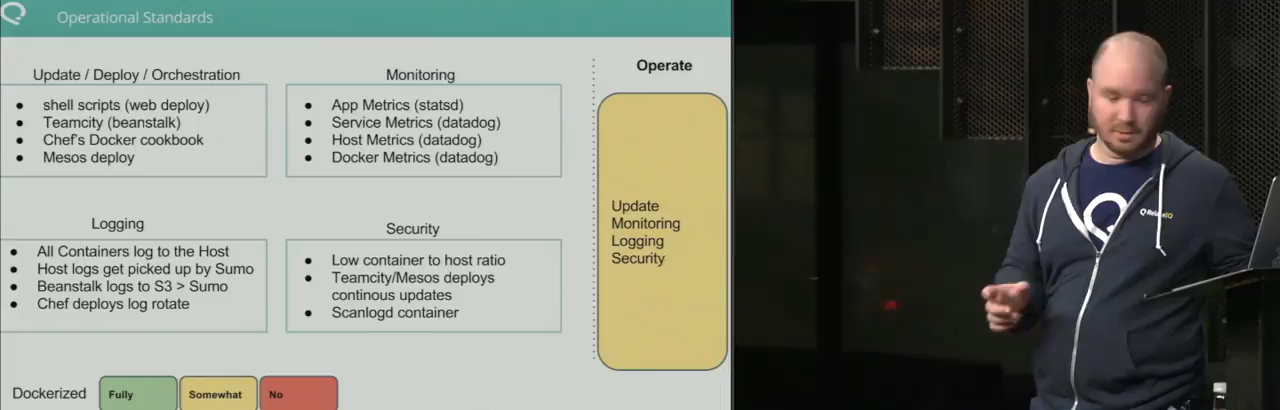 Operational Standards
Update / Deploy / Orchestration
shell scripts (web deploy)
Teamcity (beanstalk)
Chef's Docker cookbook
Mesos deploy
Monitoring
App Metrics (statsd)
Service Metrics (datadog)
Host Metrics (datadog)
Docker Metrics (datadog)
Logging
All Containers log to the Host
Host logs get picked up by Sumo
Beanstalk logs to S3 > Sumo
Chef deploys log rotate
Security
Low container to host ratio
Teamcity/Mesos deploys
continous updates
Scanlogd container
Operate
Update
Monitoring
Logging
Security
Dockerized
Fully
Somewhat
No
RelateIQ